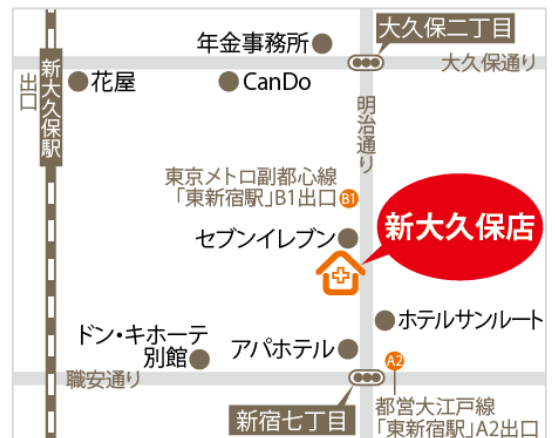 大久保二丁目
年金事務所
大久保通り
新大久保駅
出口
花屋
CanDo
明治通り
東京メトロ副都心線
「東新宿駅」B1出口
B1
新大久保店
セブンイレブン
ホテルサンルート
ドン・キホーテ
別館
アパホテル
A2
職安通り
新宿七丁目
都営大江戸線
「東新宿駅」A2出口